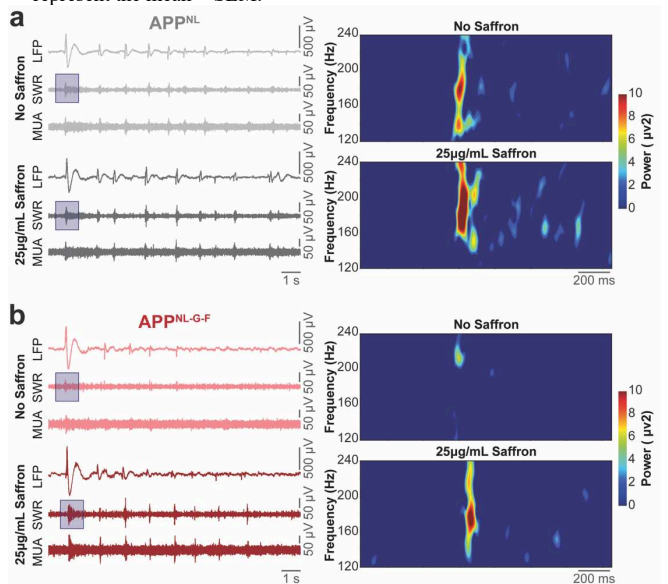 represent the mean
SEM.
a
APP^NL
No Saffron
LFP
SWR
MUA
500 µV
50 µV
50 µV
25µg/mL Saffron
LFP
SWR
MUA
500 µV
50 µV
50 µV
1 s
No Saffron
Frequency (Hz)
240
200
160
120
25µg/mL Saffron
Frequency (Hz)
240
200
160
120
200 ms
Power ( µv2)
10
8
6
4
2
0
b
APP^NL-G-F
No Saffron
LFP
SWR
MUA
500 µV
50 µV
50 µV
25µg/mL Saffron
LFP
SWR
MUA
500 µV
50 µV
50 µV
1 s
No Saffron
Frequency (Hz)
240
200
160
120
25µg/mL Saffron
Frequency (Hz)
240
200
160
120
200 ms
Power ( µv2)
10
8
6
4
2
0